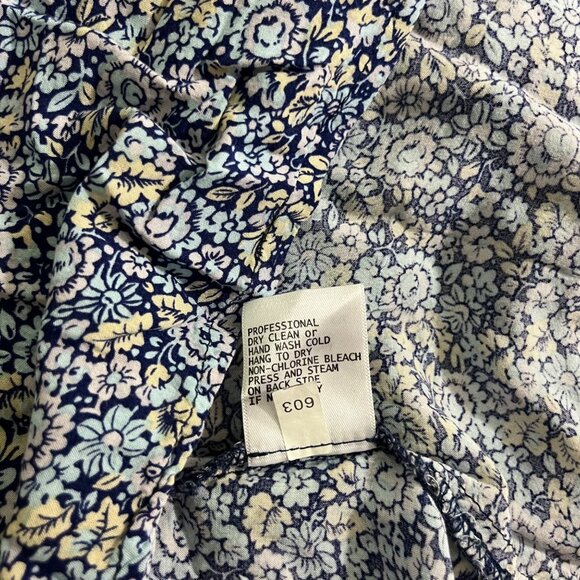 PROFESSIONAL
DRY CLEAN or
HAND WASH COLD
HANG TO DRY
NON-CHLORINE BLEACH
PRESS AND STEAM
ON BACK SIDE
IF
603